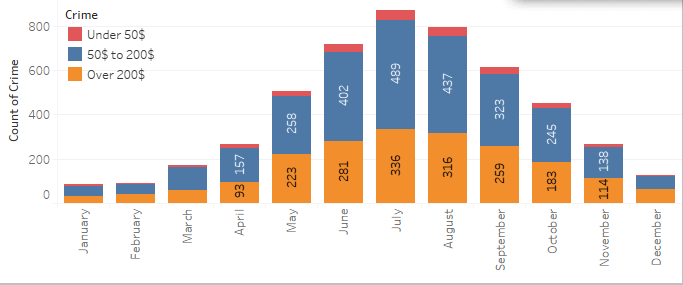 Crime
Under 50$
50$ to 200$
Over 200$
Count of Crime
800
600
400
200
0
157
93
258
223
402
281
489
336
437
316
323
259
245
183
138
114
January
February
March
April
May
June
July
August
September
October
November
December